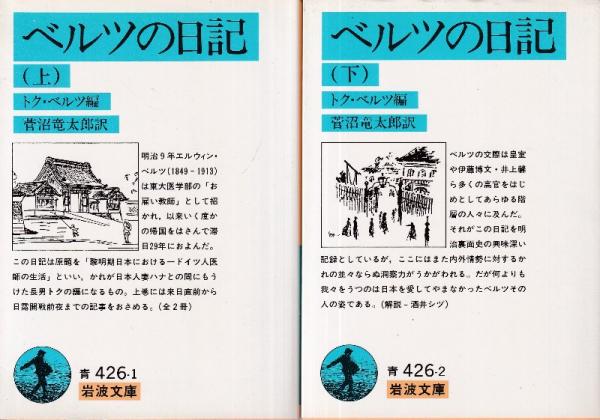 ベルツの日記
(上)
トク・ベルツ編
菅沼竜太郎訳
明治9年エルウィン・
ベルツ(1849-1913)
は東大医学部の「お
雇い教師」として招
かれ，以来いく度か
の帰国をはさんで滞
日29年におよんだ．
この日記は原題を「黎明期日本における一ドイツ人医
師の生活」といい，かれが日本人妻ハナとの間にもう
けた長男トクの編になるもの．上巻には来日直前から
日露開戦前夜までの記事をおさめる．(全2冊)
青 426-1
岩波文庫
ベルツの日記
(下)
トク・ベルツ編
菅沼竜太郎訳
ベルツの交際は皇室
や伊藤博文・井上馨
ら多くの高官をはじ
めとしてあらゆる階
層の人々に及んだ．
それがこの日記を明
治裏面史の興味深い
記録としているが，ここにはまた内外情勢に対するか
れの並々ならぬ洞察力がうかがわれる．だが何よりも
我々をうつのは日本を愛してやまなかったベルツその
人の姿である．(解説-酒井シヅ)
青 426-2
岩波文庫